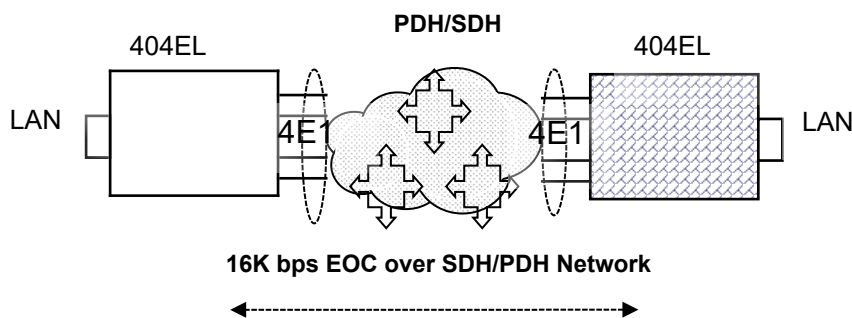 PDH/SDH
404EL
404EL
LAN
4E1
4E1
LAN
16K bps EOC over SDH/PDH Network